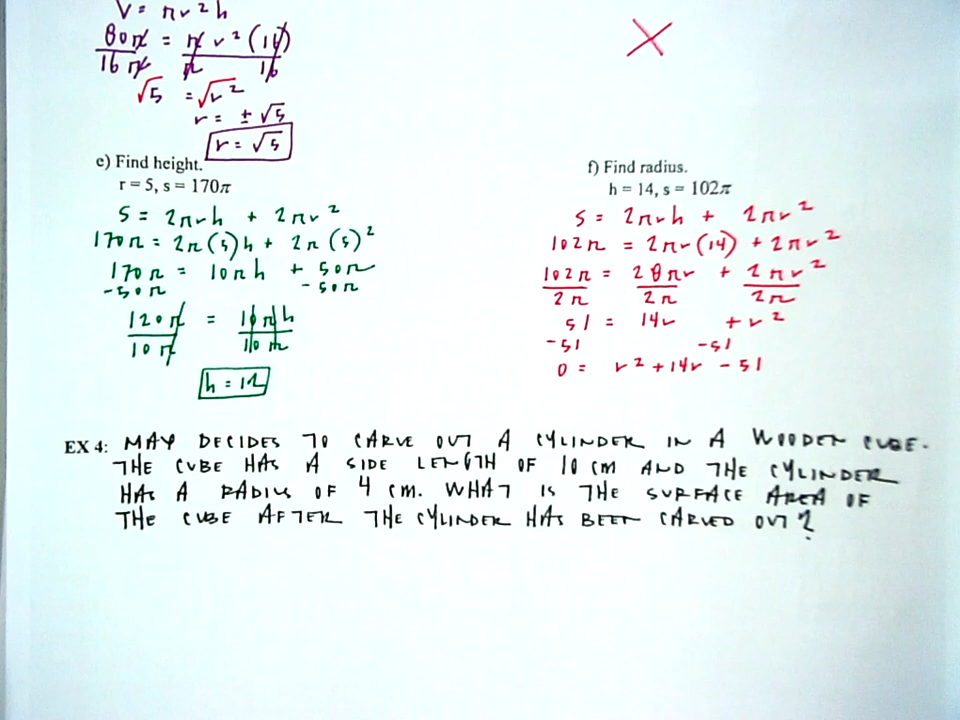 V = πr²h
80π = πr²(16)
16π π 16
√5 = √r²
r = ±√5
r = √5
e) Find height.
r = 5, s = 170π
S = 2πrh + 2πr²
170π = 2π(5)h + 2π(5)²
170π = 10πh + 50π
-50π -50π
120π = 10πh
10π 10π
h = 12
f) Find radius.
h = 14, s = 102π
S = 2πrh + 2πr²
102π = 2πr(14) + 2πr²
102π = 28πr + 2πr²
2π 2π 2π
51 = 14r + r²
-51 -51
0 = r² + 14r - 51
EX 4: MAY DECIDES TO CARVE OUT A CYLINDER IN A WOODEN CUBE.
THE CUBE HAS A SIDE LENGTH OF 10 CM AND THE CYLINDER
HAS A RADIUS OF 4 CM. WHAT IS THE SURFACE AREA OF
THE CUBE AFTER THE CYLINDER HAS BEEN CARVED OUT?